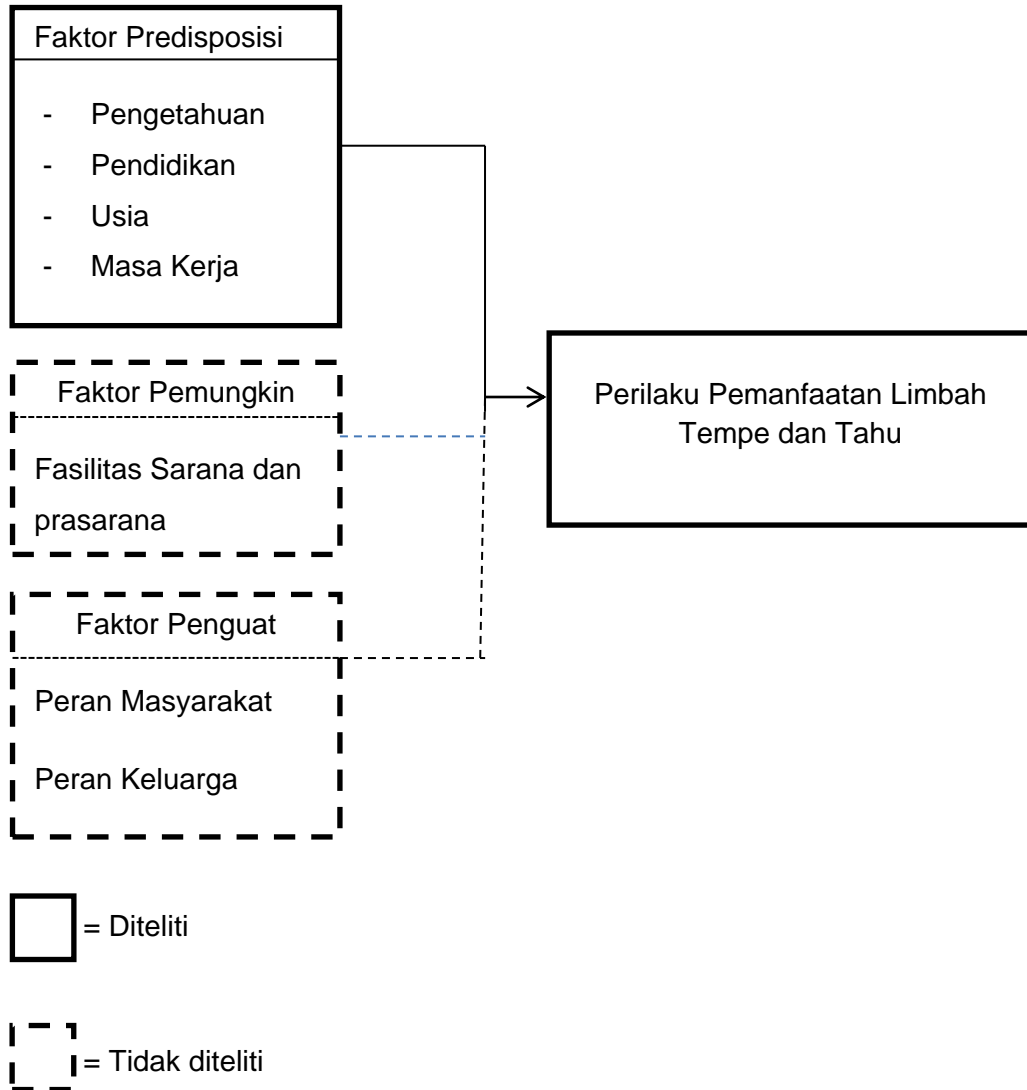 Faktor Predisposisi
- Pengetahuan
- Pendidikan
- Usia
- Masa Kerja
Faktor Pemungkin
Fasilitas Sarana dan
prasarana
Faktor Penguat
Peran Masyarakat
Peran Keluarga
Perilaku Pemanfaatan Limbah
Tempe dan Tahu
= Diteliti
= Tidak diteliti